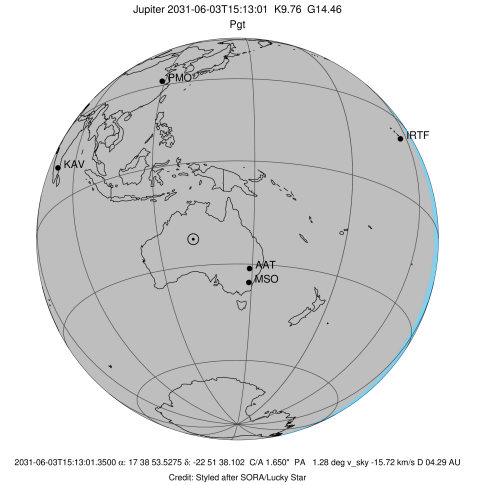 Jupiter 2031-06-03T15:13:01 K9.76 G14.46
Pgt
PMO
IRTF
KAV
AAT
MSO
2031-06-03T15:13:01.3500 α: 17 38 53.5275 δ: -22 51 38.102 C/A 1.650" PA 1.28 deg v_sky -15.72 km/s D 04.29 AU
Credit: Styled after SORA/Lucky Star